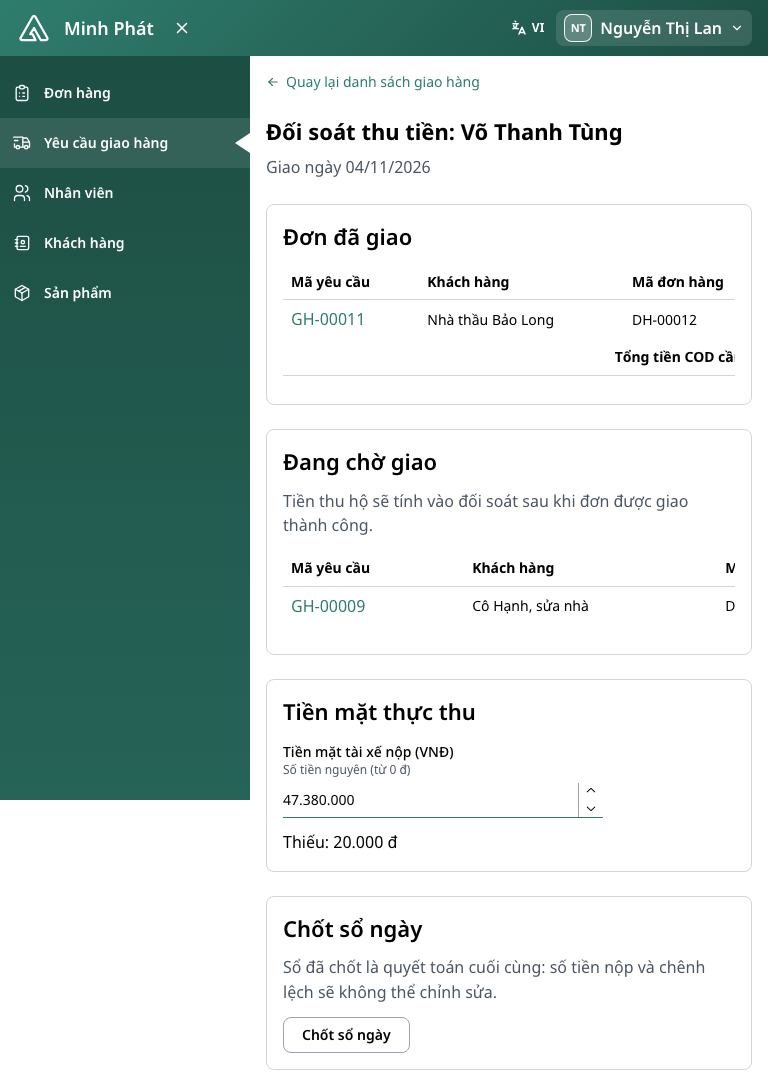 Minh Phát
VI
NT
Nguyễn Thị Lan
Đơn hàng
Yêu cầu giao hàng
Nhân viên
Khách hàng
Sản phẩm
Quay lại danh sách giao hàng
Đối soát thu tiền: Võ Thanh Tùng
Giao ngày 04/11/2026
Đơn đã giao
Mã yêu cầu Khách hàng Mã đơn hàng
GH-00011 Nhà thầu Bảo Long DH-00012
Tổng tiền COD
Đang chờ giao
Tiền thu hộ sẽ tính vào đối soát sau khi đơn được giao
thành công.
Mã yêu cầu Khách hàng
GH-00009 Cô Hạnh, sửa nhà
Tiền mặt thực thu
Tiền mặt tài xế nộp (VNĐ)
Số tiền nguyên (từ 0 đ)
47.380.000
Thiếu: 20.000 đ
Chốt sổ ngày
Sổ đã chốt là quyết toán cuối cùng: số tiền nộp và chênh
lệch sẽ không thể chỉnh sửa.
Chốt sổ ngày